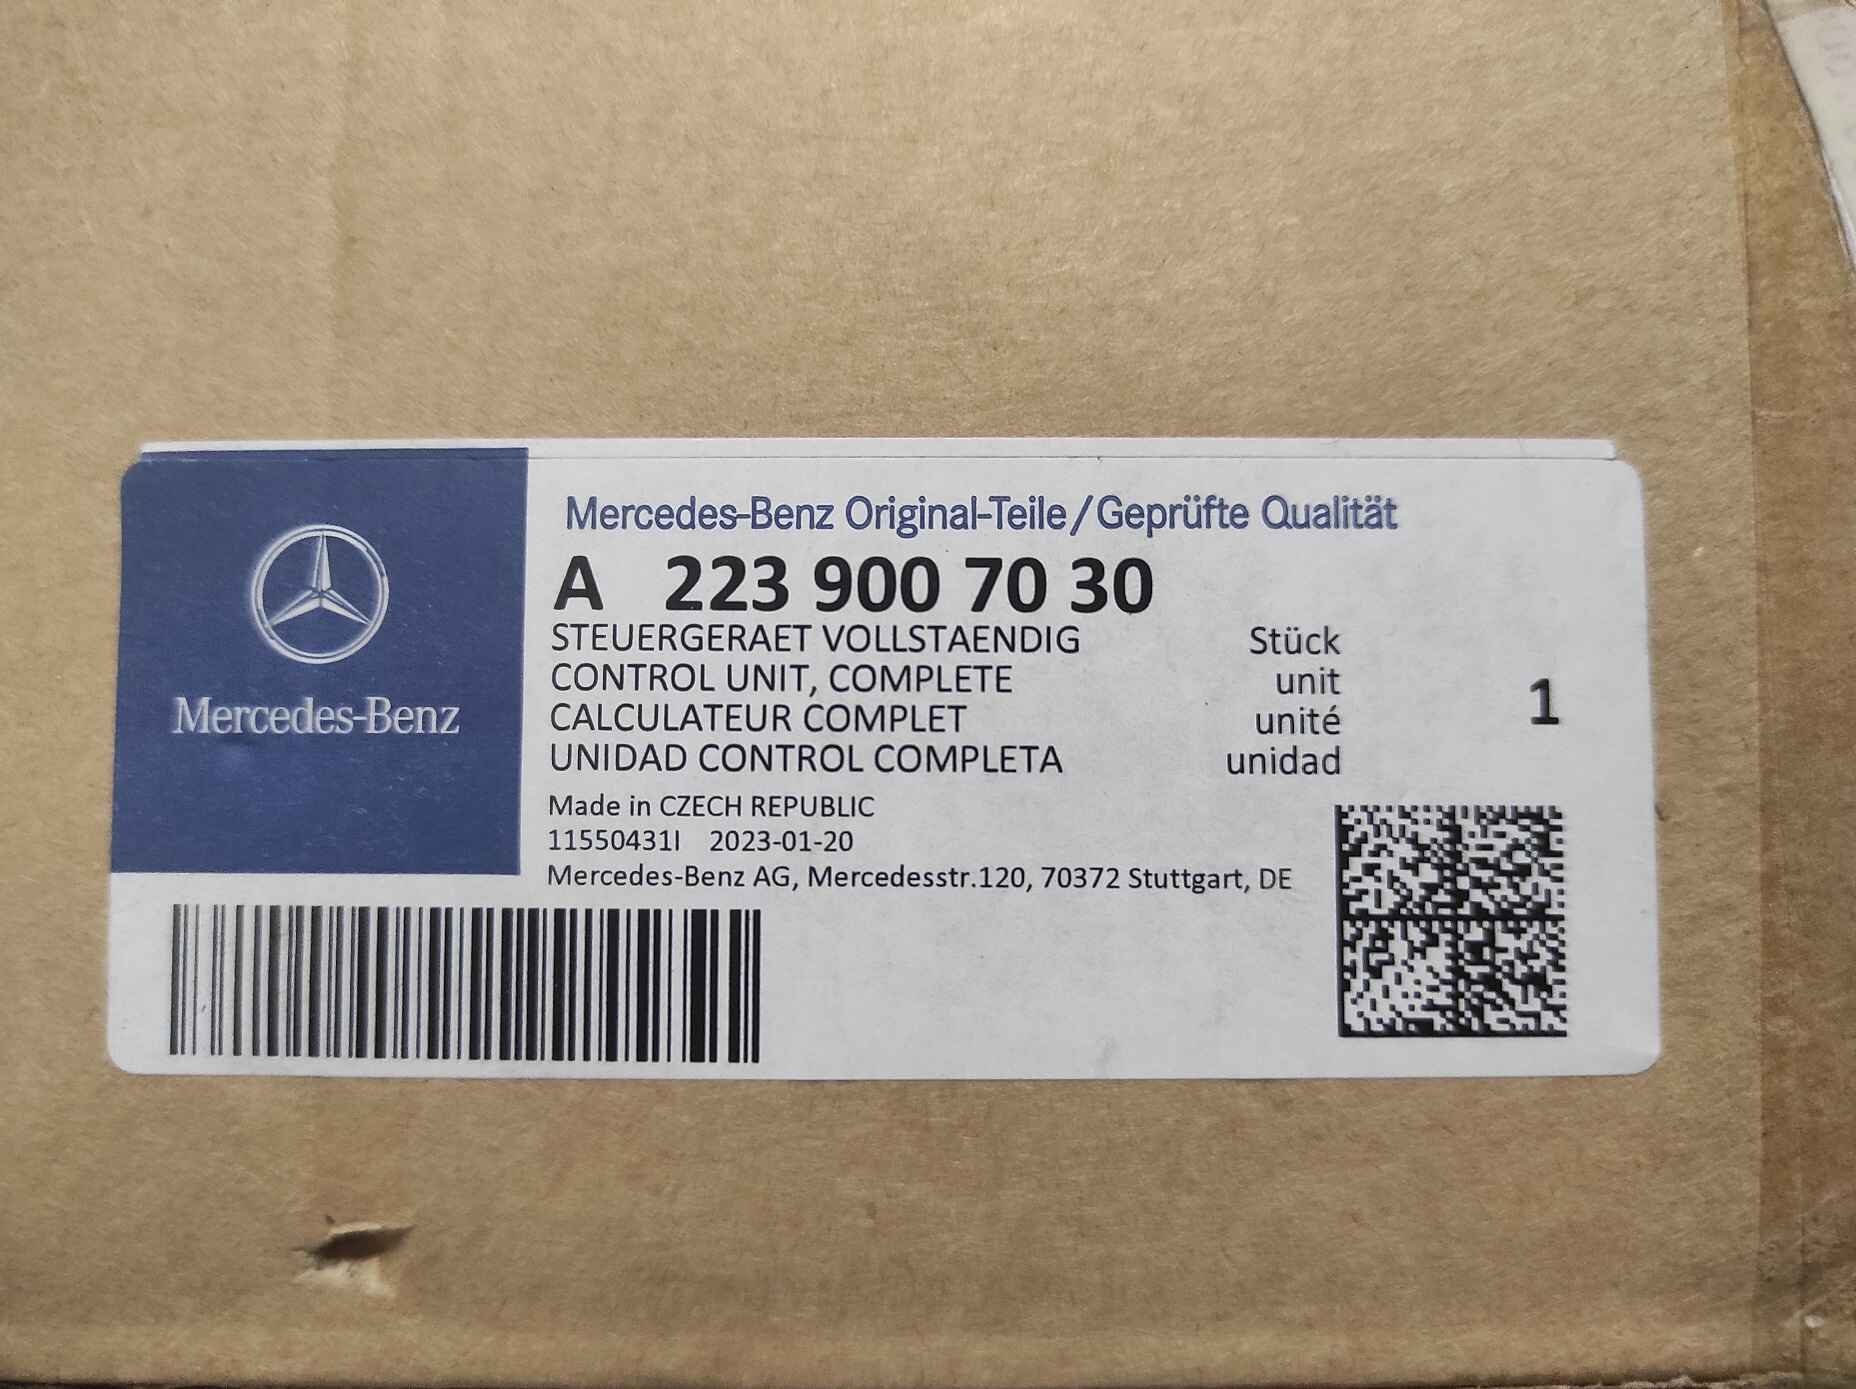 Mercedes-Benz Original-Teile/Geprüfte Qualität
A 223 900 70 30
STEUERGERAET VOLLSTAENDIG Stück
CONTROL UNIT, COMPLETE unit
CALCULATEUR COMPLET unité
UNIDAD CONTROL COMPLETA unidad
1
Made in CZECH REPUBLIC
11550431I 2023-01-20
Mercedes-Benz AG, Mercedesstr.120, 70372 Stuttgart, DE
Mercedes-Benz